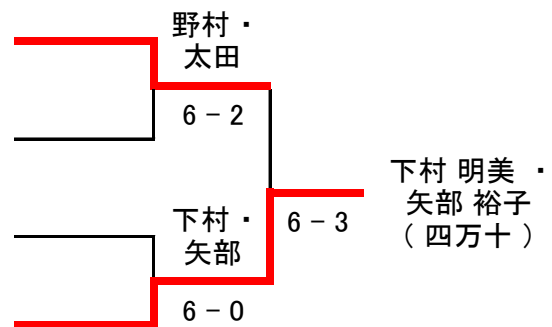 野村・
太田
6 - 2
下村・
矢部
6 - 0
6 - 3
下村 明美 ・
矢部 裕子
（ 四万十 ）